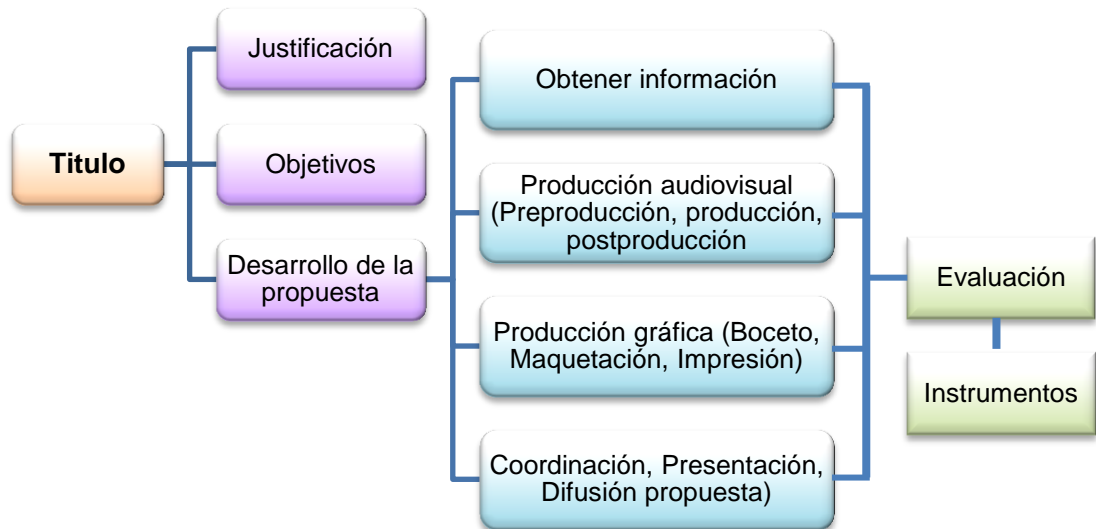 Titulo
Justificación
Objetivos
Desarrollo de la
propuesta
Obtener información
Producción audiovisual
(Preproducción, producción,
postproducción
Producción gráfica (Boceto,
Maquetación, Impresión)
Coordinación, Presentación,
Difusión propuesta)
Evaluación
Instrumentos